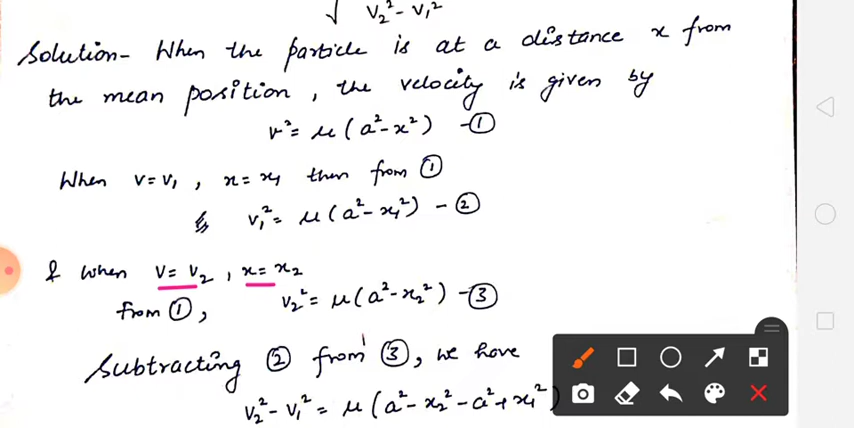 √ V₂² - V₁²
Solution- When the particle is at a distance x from
the mean position, the velocity is given by
v² = μ(a² - x²) - ①
When v = v₁, x = x₁ then from ①
v₁² = μ(a² - x₁²) - ②
& when v = v₂, x = x₂
from ①, v₂² = μ(a² - x₂²) - ③
Subtracting ② from ③, we have
v₂² - v₁² = μ(a² - x₂² - a² + x₁²)